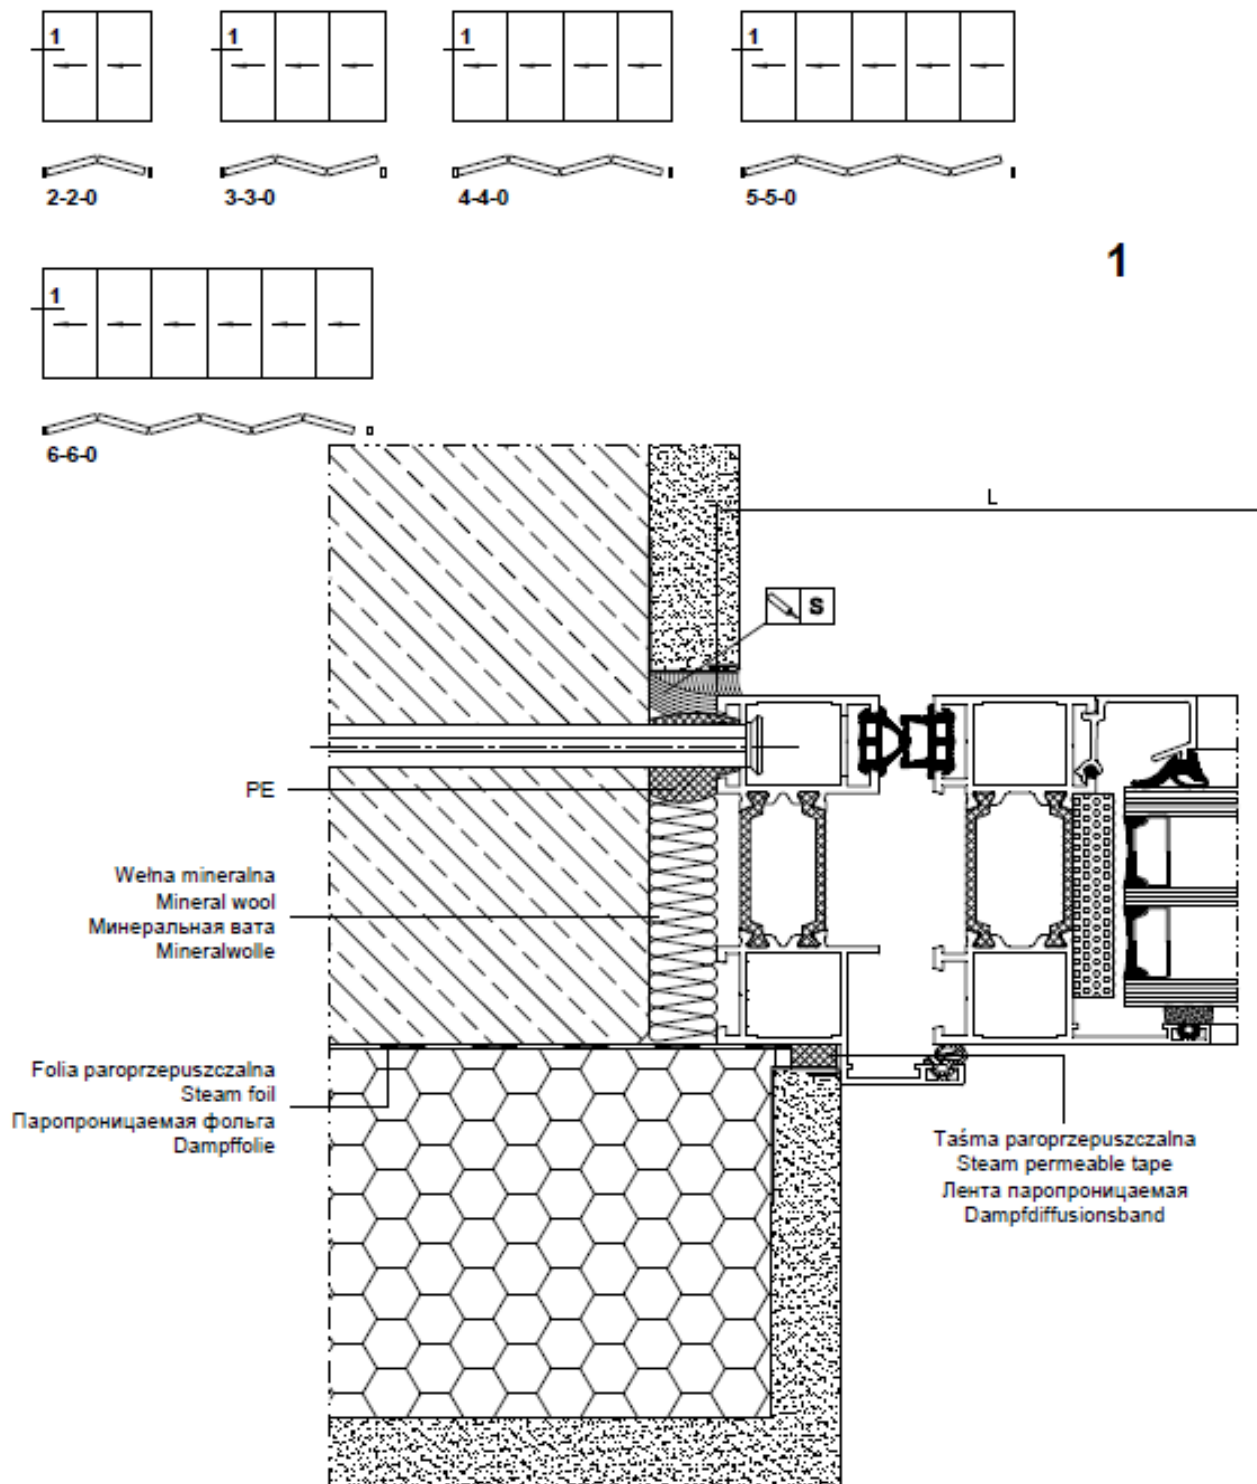 1
1
1
1
2-2-0
3-3-0
4-4-0
5-5-0
1
1
6-6-0
L
S
PE
Wełna mineralna
Mineral wool
Минеральная вата
Mineralwolle
Folia paroprzepuszczalna
Steam foil
Паропроницаемая фольга
Dampffolie
Taśma paroprzepuszczalna
Steam permeable tape
Лента паропроницаемая
Dampfdiffusionsband